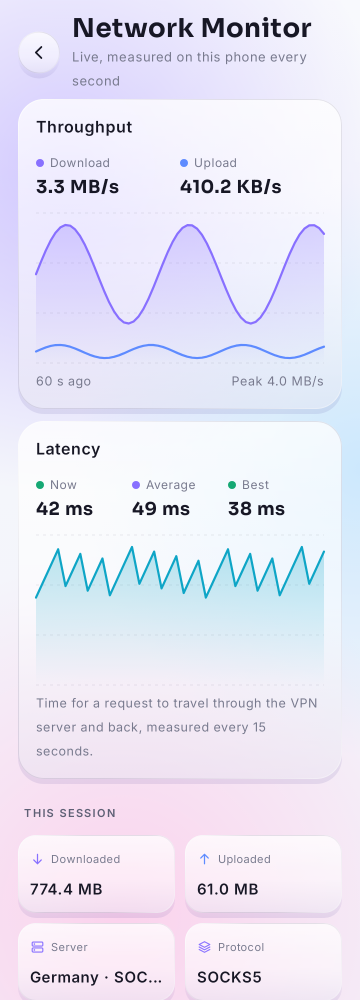 Network Monitor
Live, measured on this phone every
second
Throughput
Download
Upload
3.3 MB/s
410.2 KB/s
60 s ago
Peak 4.0 MB/s
Latency
Now
Average
Best
42 ms
49 ms
38 ms
Time for a request to travel through the VPN
server and back, measured every 15
seconds.
THIS SESSION
Downloaded
Uploaded
774.4 MB
61.0 MB
Server
Protocol
Germany · SOC...
SOCKS5